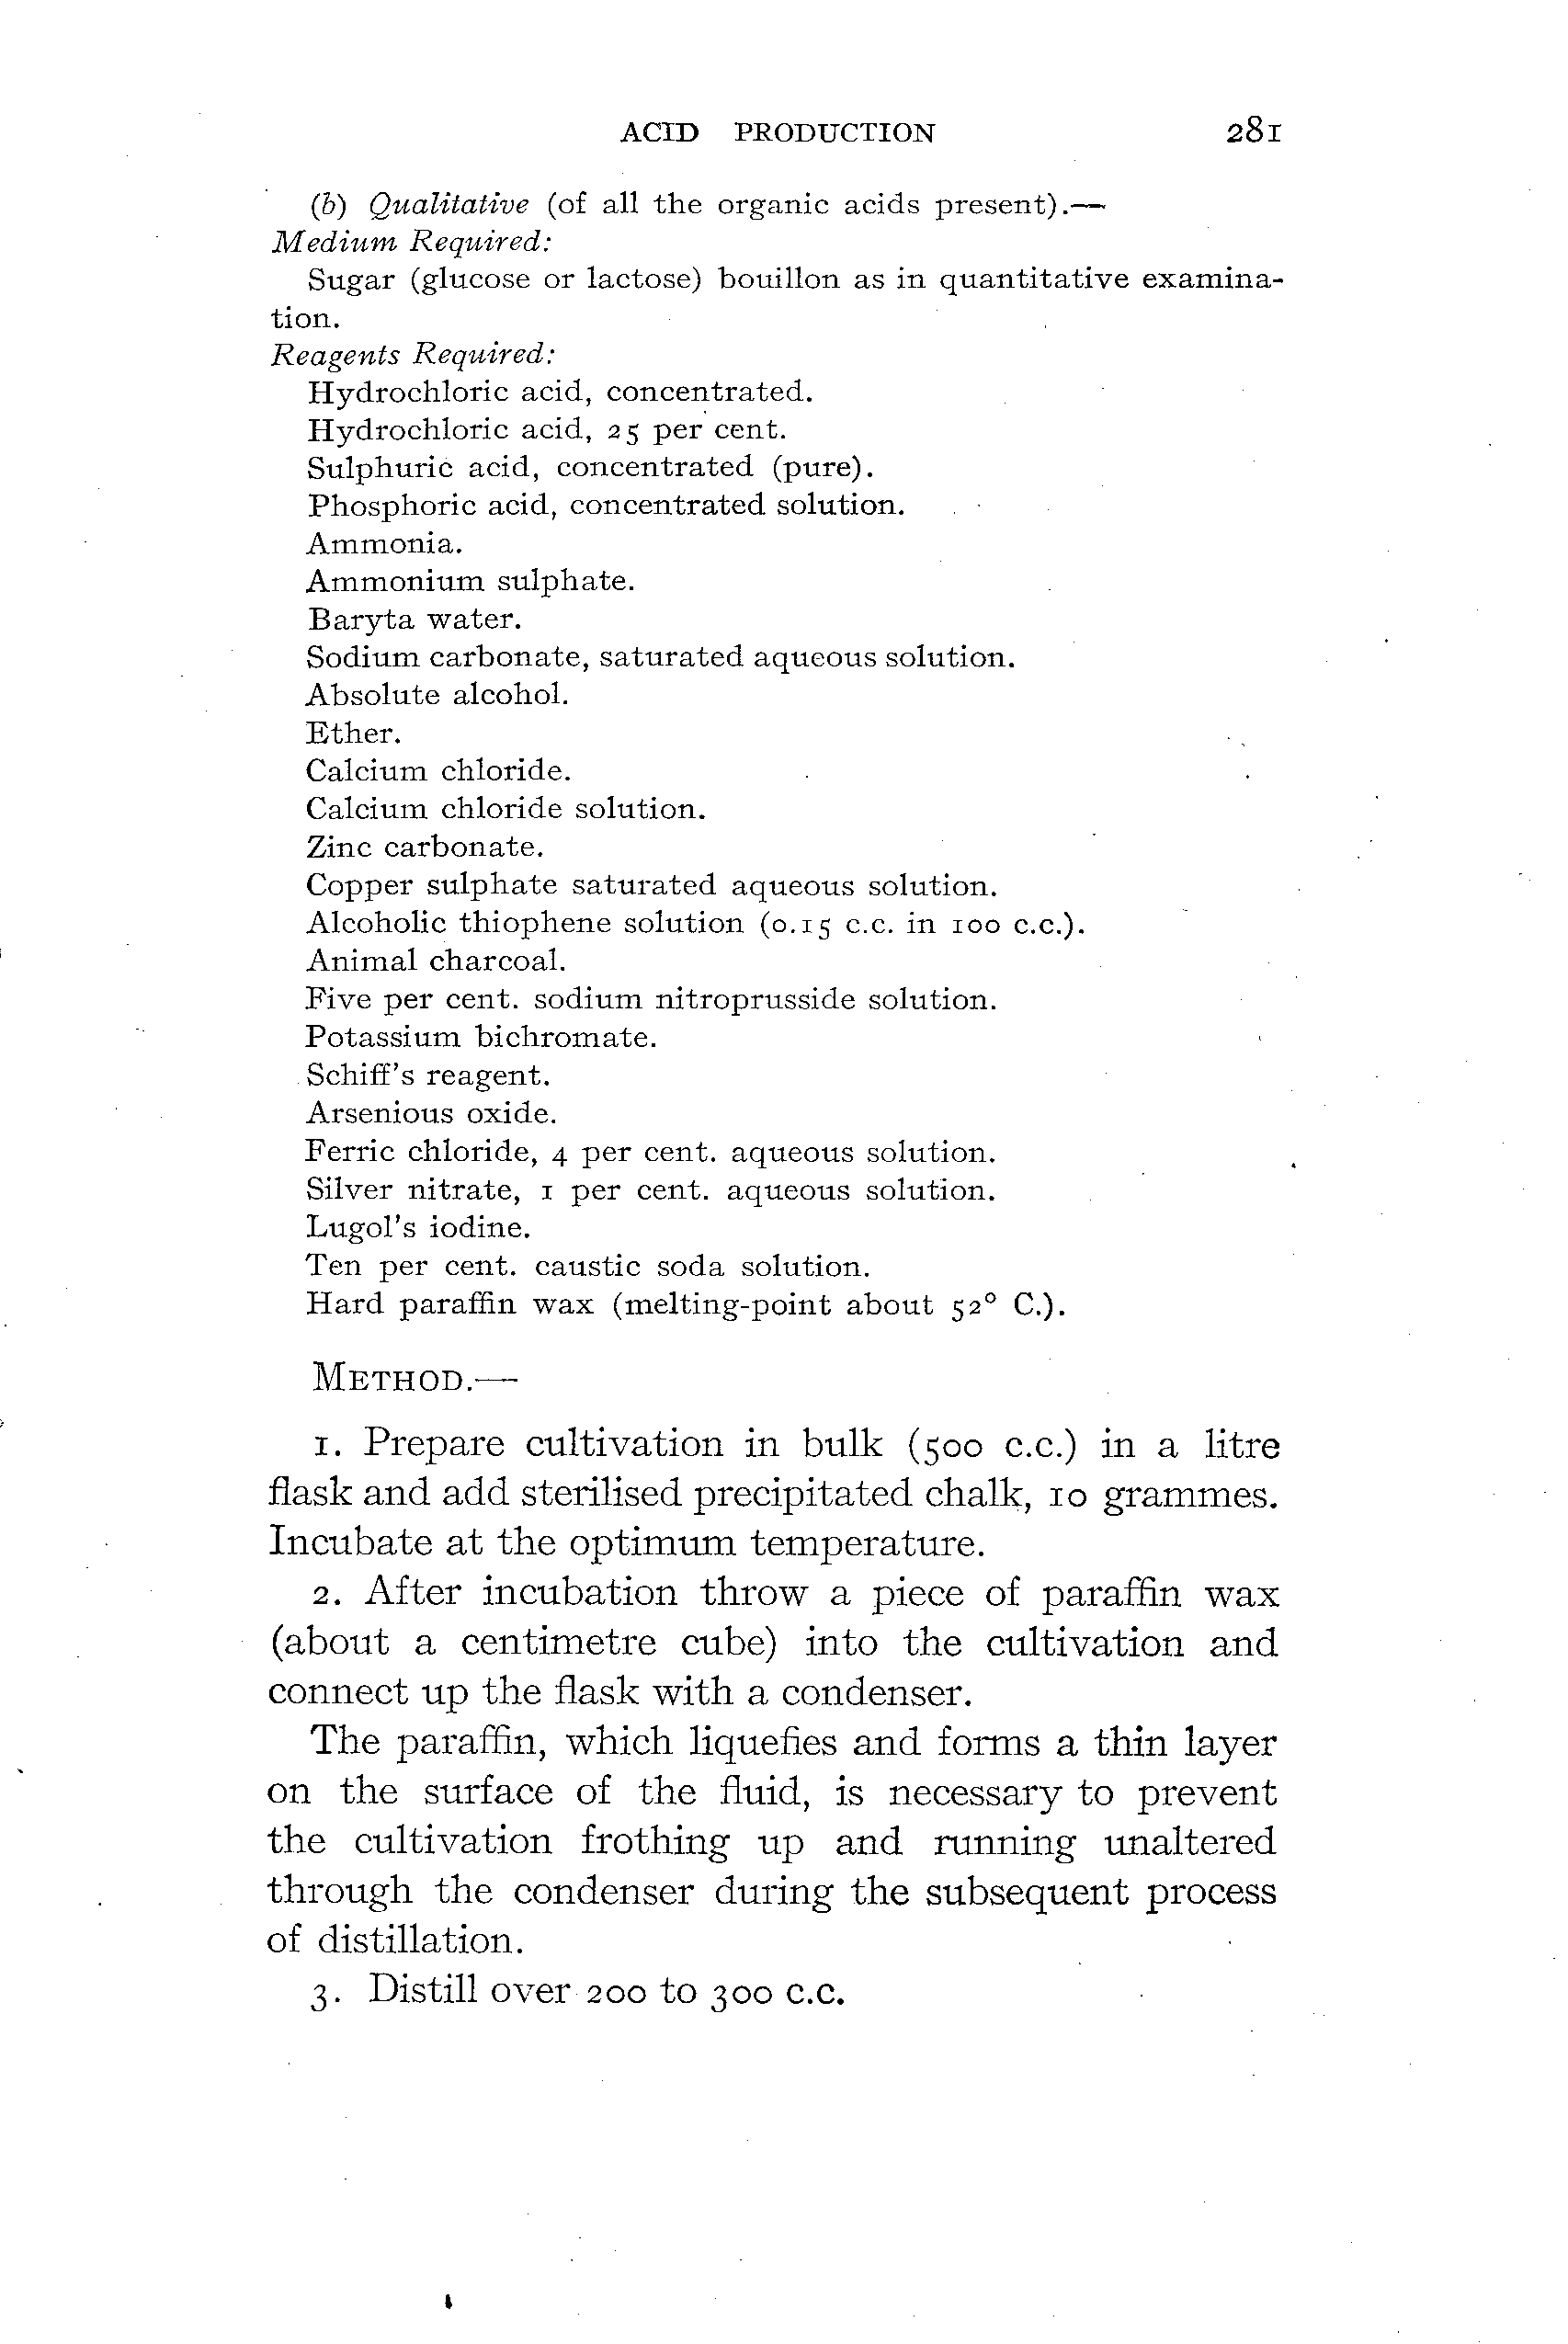 ACID PRODUCTION 281
(b) Qualitative (of all the organic acids present).—
Medium Required:
Sugar (glucose or lactose) bouillon as in quantitative examina-
tion.
Reagents Required:
Hydrochloric acid, concentrated.
Hydrochloric acid, 25 per cent.
Sulphuric acid, concentrated (pure).
Phosphoric acid, concentrated solution.
Ammonia.
Ammonium sulphate.
Baryta water.
Sodium carbonate, saturated aqueous solution.
Absolute alcohol.
Ether.
Calcium chloride.
Calcium chloride solution.
Zinc carbonate.
Copper sulphate saturated aqueous solution.
Alcoholic thiophene solution (0.15 c.c. in 100 c.c.).
Animal charcoal.
Five per cent. sodium nitroprusside solution.
Potassium bichromate.
Schiff's reagent.
Arsenious oxide.
Ferric chloride, 4 per cent. aqueous solution.
Silver nitrate, 1 per cent. aqueous solution.
Lugol's iodine.
Ten per cent. caustic soda solution.
Hard paraffin wax (melting-point about 52° C.).
METHOD.—
1. Prepare cultivation in bulk (500 c.c.) in a litre
flask and add sterilised precipitated chalk, 10 grammes.
Incubate at the optimum temperature.
2. After incubation throw a piece of paraffin wax
(about a centimetre cube) into the cultivation and
connect up the flask with a condenser.
The paraffin, which liquefies and forms a thin layer
on the surface of the fluid, is necessary to prevent
the cultivation frothing up and running unaltered
through the condenser during the subsequent process
of distillation.
3. Distill over 200 to 300 c.c.